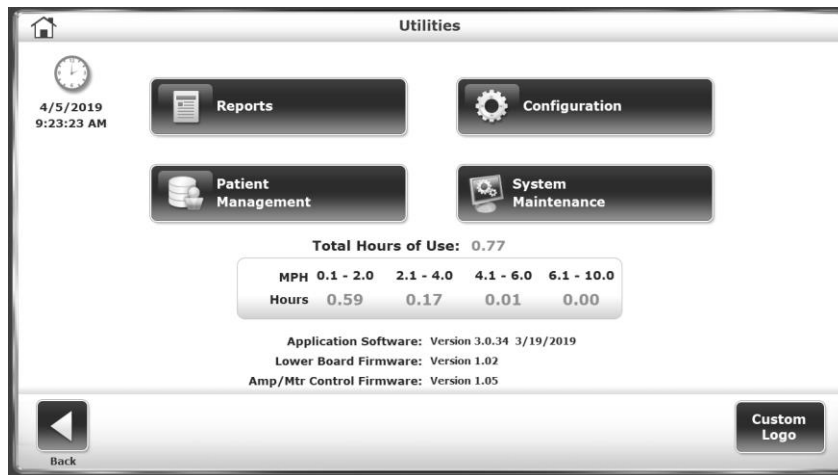 Utilities
4/5/2019
9:23:23 AM
Reports
Configuration
Patient
Management
System
Maintenance
Total Hours of Use: 0.77
MPH 0.1 - 2.0 2.1 - 4.0 4.1 - 6.0 6.1 - 10.0
Hours 0.59 0.17 0.01 0.00
Application Software: Version 3.0.34 3/19/2019
Lower Board Firmware: Version 1.02
Amp/Mtr Control Firmware: Version 1.05
Back
Custom
Logo